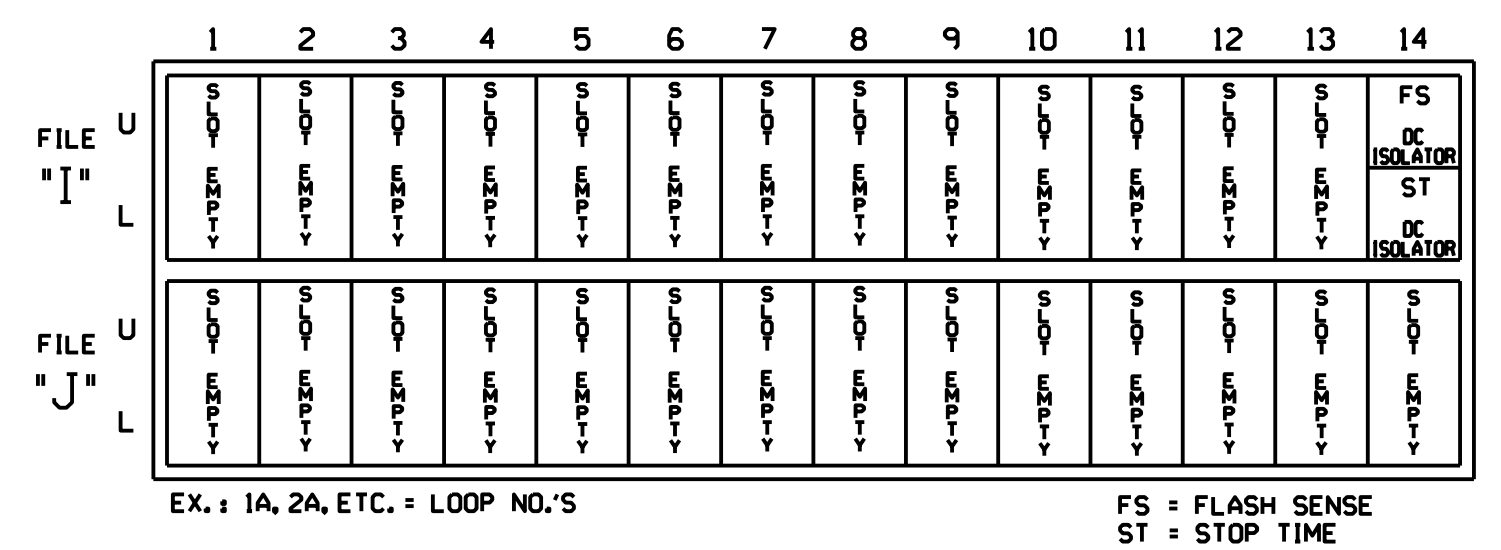 1 2 3 4 5 6 7 8 9 10 11 12 13 14
FILE "I"
U
L
SLOT EMPTY
SLOT EMPTY
SLOT EMPTY
SLOT EMPTY
SLOT EMPTY
SLOT EMPTY
SLOT EMPTY
SLOT EMPTY
SLOT EMPTY
SLOT EMPTY
SLOT EMPTY
SLOT EMPTY
SLOT EMPTY
FS
DC
ISOLATOR
ST
DC
ISOLATOR
FILE "J"
U
L
SLOT EMPTY
SLOT EMPTY
SLOT EMPTY
SLOT EMPTY
SLOT EMPTY
SLOT EMPTY
SLOT EMPTY
SLOT EMPTY
SLOT EMPTY
SLOT EMPTY
SLOT EMPTY
SLOT EMPTY
SLOT EMPTY
SLOT EMPTY
EX.: 1A, 2A, ETC. = LOOP NO.'S
FS = FLASH SENSE
ST = STOP TIME